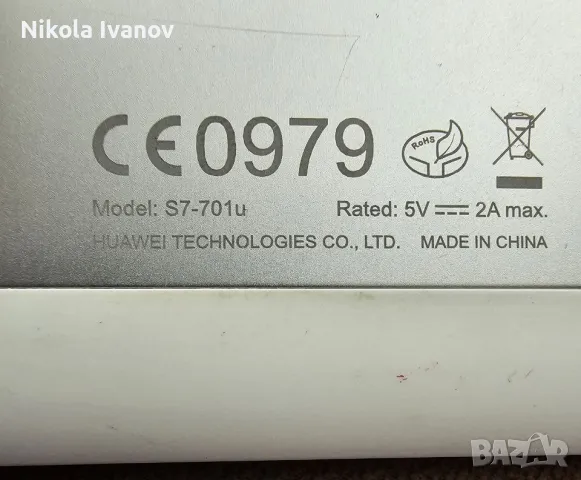 Nikola Ivanov
CE0979
RoHS
Model: S7-701u Rated: 5V 2A max.
HUAWEI TECHNOLOGIES CO., LTD. MADE IN CHINA
BAZAR